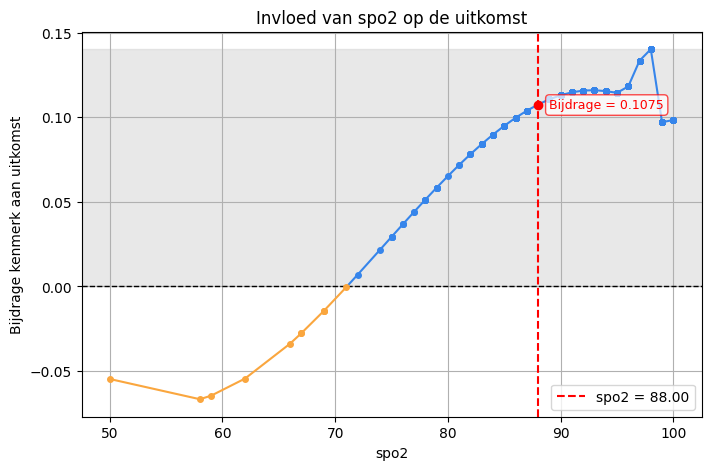 Invloed van spo2 op de uitkomst
Bijdrage kenmerk aan uitkomst
0.15
0.10
0.05
0.00
−0.05
Bijdrage = 0.1075
spo2 = 88.00
50 60 70 80 90 100
spo2